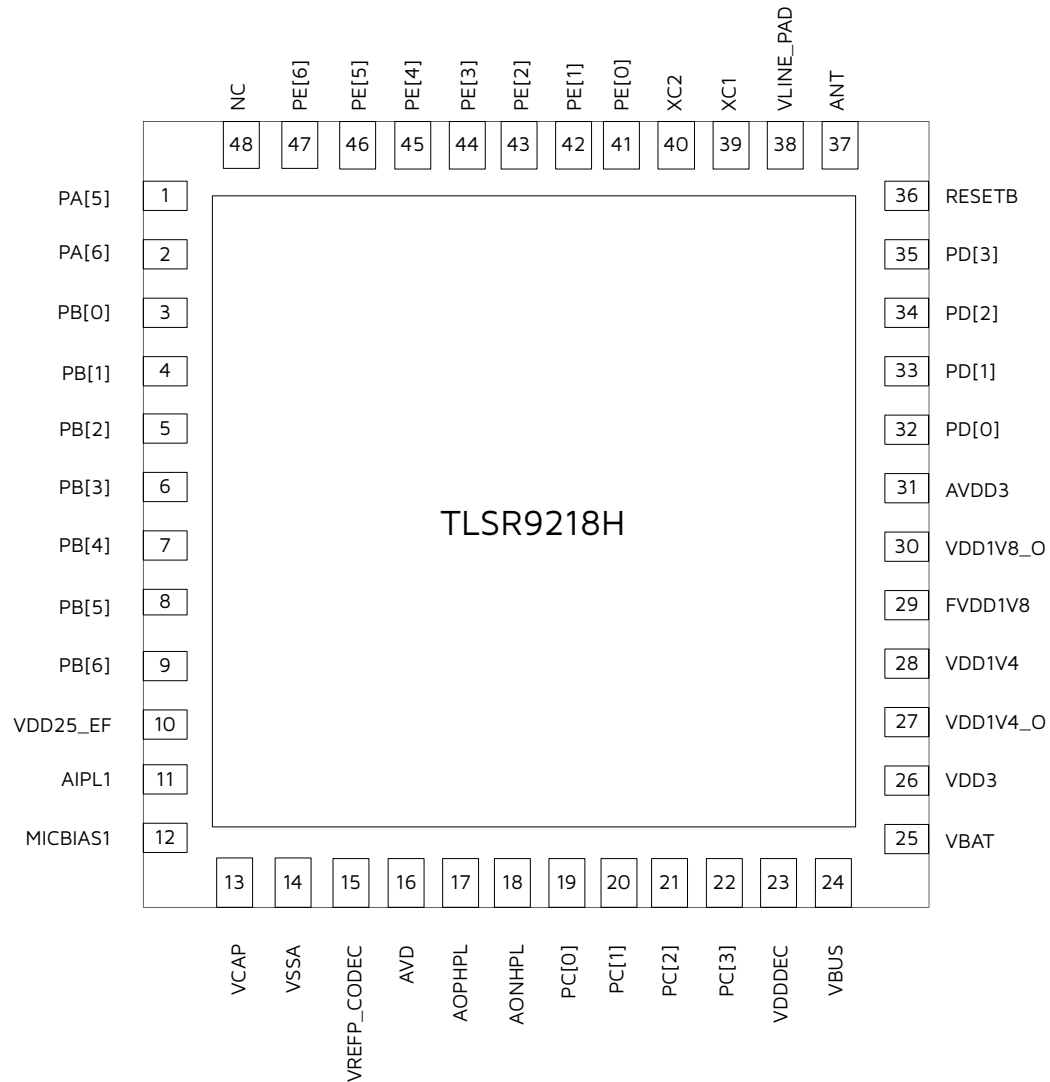 NC
PE[6]
PE[5]
PE[4]
PE[3]
PE[2]
PE[1]
PE[0]
XC2
XC1
VLINE_PAD
ANT
48
47
46
45
44
43
42
41
40
39
38
37
PA[5] 1
36 RESETB
PA[6] 2
35 PD[3]
PB[0] 3
34 PD[2]
PB[1] 4
33 PD[1]
PB[2] 5
32 PD[0]
PB[3] 6
31 AVDD3
TLSR9218H
PB[4] 7
30 VDD1V8_O
PB[5] 8
29 FVDD1V8
PB[6] 9
28 VDD1V4
VDD25_EF 10
27 VDD1V4_O
AIPL1 11
26 VDD3
MICBIAS1 12
25 VBAT
13
14
15
16
17
18
19
20
21
22
23
24
VCAP
VSSA
VREFP_CODEC
AVD
AOPHPL
AONHPL
PC[0]
PC[1]
PC[2]
PC[3]
VDDDEC
VBUS